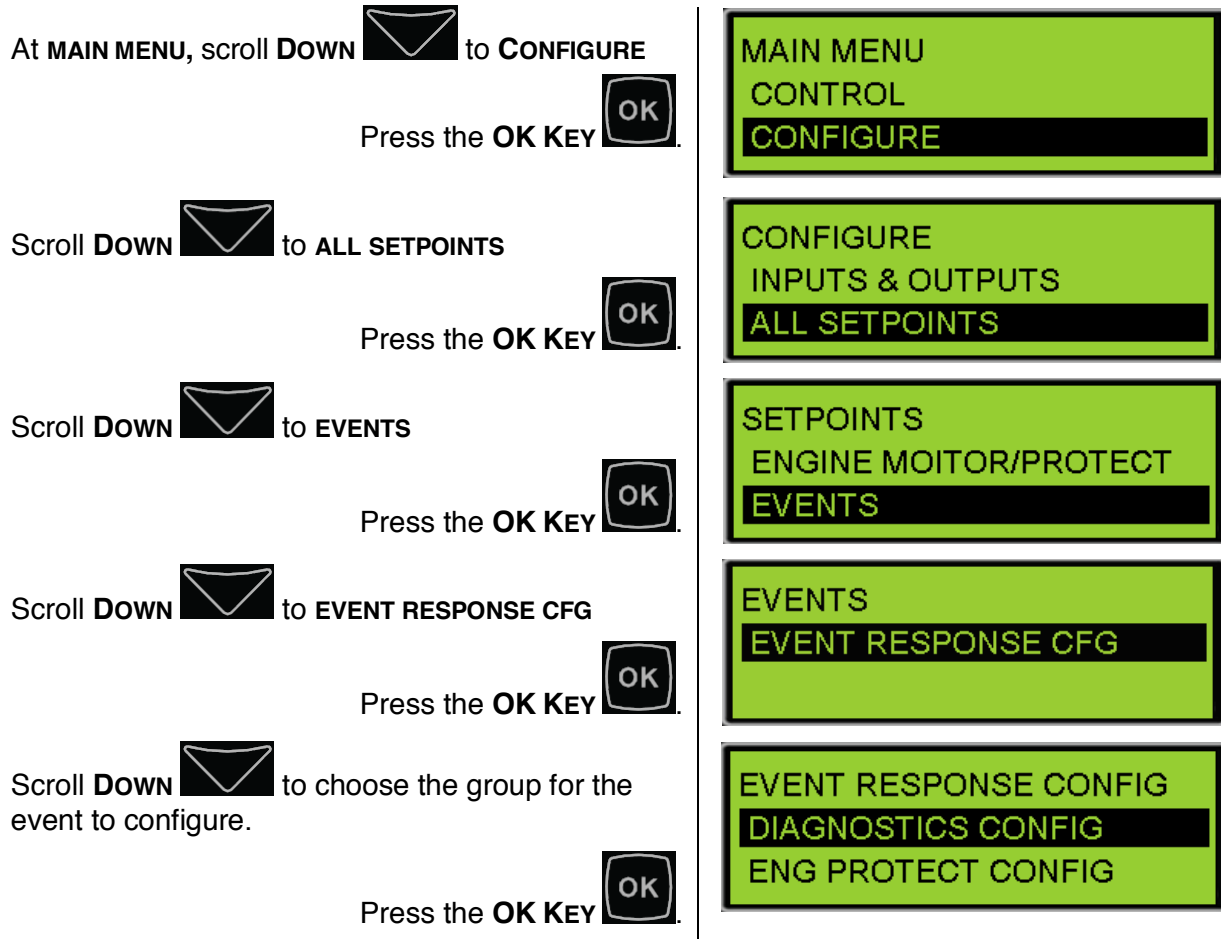 At MAIN MENU, scroll DOWN to CONFIGURE
OK
Press the OK KEY .
MAIN MENU
CONTROL
CONFIGURE
Scroll DOWN to ALL SETPOINTS
OK
Press the OK KEY .
CONFIGURE
INPUTS & OUTPUTS
ALL SETPOINTS
Scroll DOWN to EVENTS
OK
Press the OK KEY .
SETPOINTS
ENGINE MOITOR/PROTECT
EVENTS
Scroll DOWN to EVENT RESPONSE CFG
OK
Press the OK KEY .
EVENTS
EVENT RESPONSE CFG
Scroll DOWN to choose the group for the
event to configure.
OK
Press the OK KEY .
EVENT RESPONSE CONFIG
DIAGNOSTICS CONFIG
ENG PROTECT CONFIG